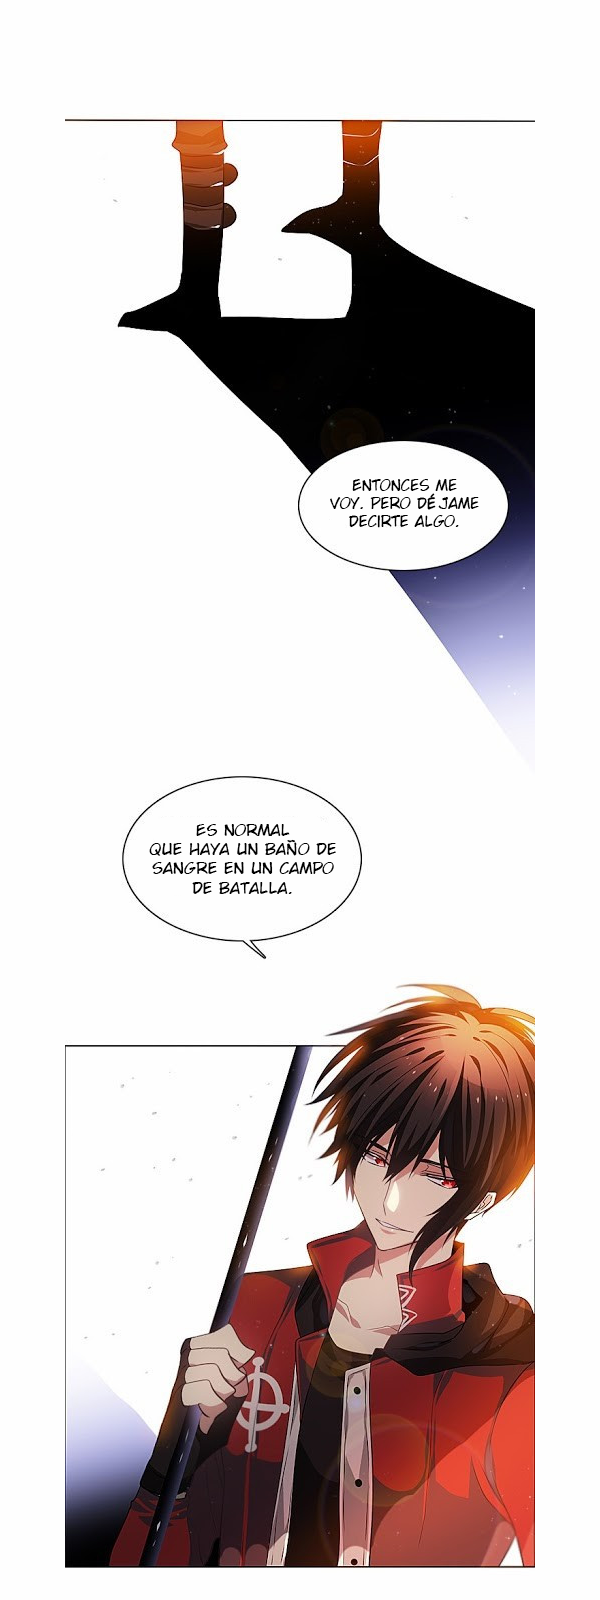 ENTONCES ME
VOY. PERO DÉJAME
DECIRTE ALGO.
ES NORMAL
QUE HAYA UN BAÑO DE
SANGRE EN UN CAMPO
DE BATALLA.